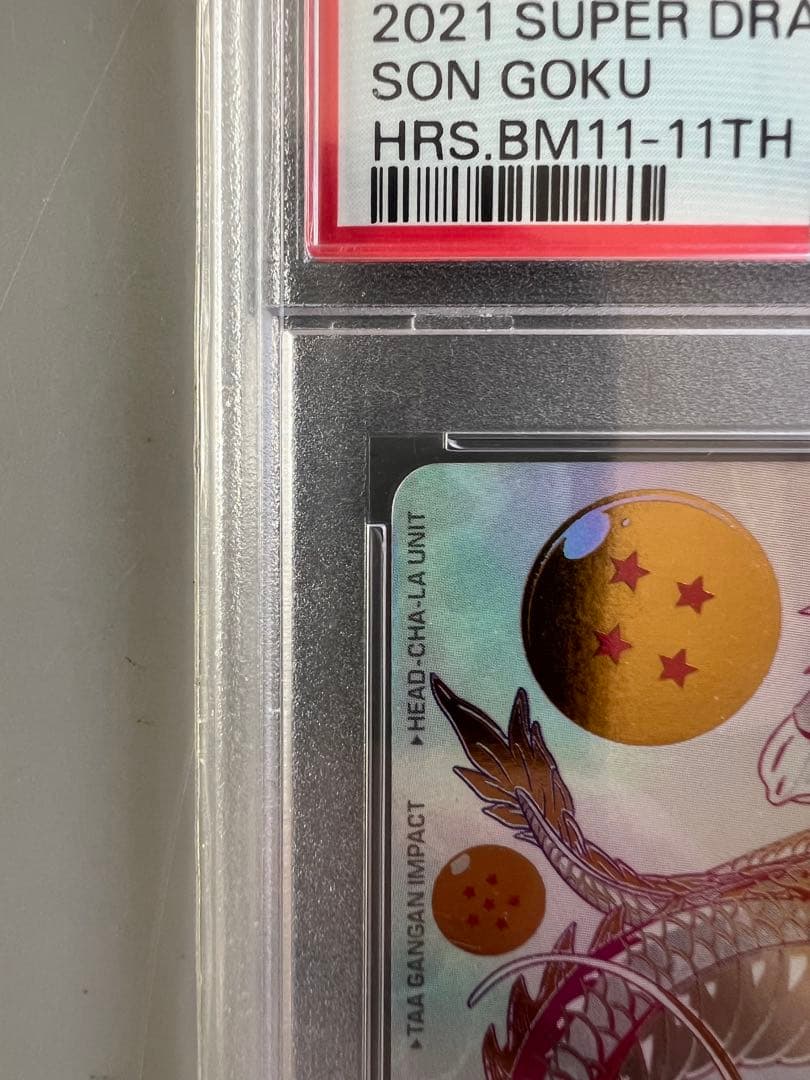 2021 SUPER DRA
SON GOKU
HRS.BM11-11TH
▸HEAD-CHA-LA UNIT
▸TAA GANGAN IMPACT